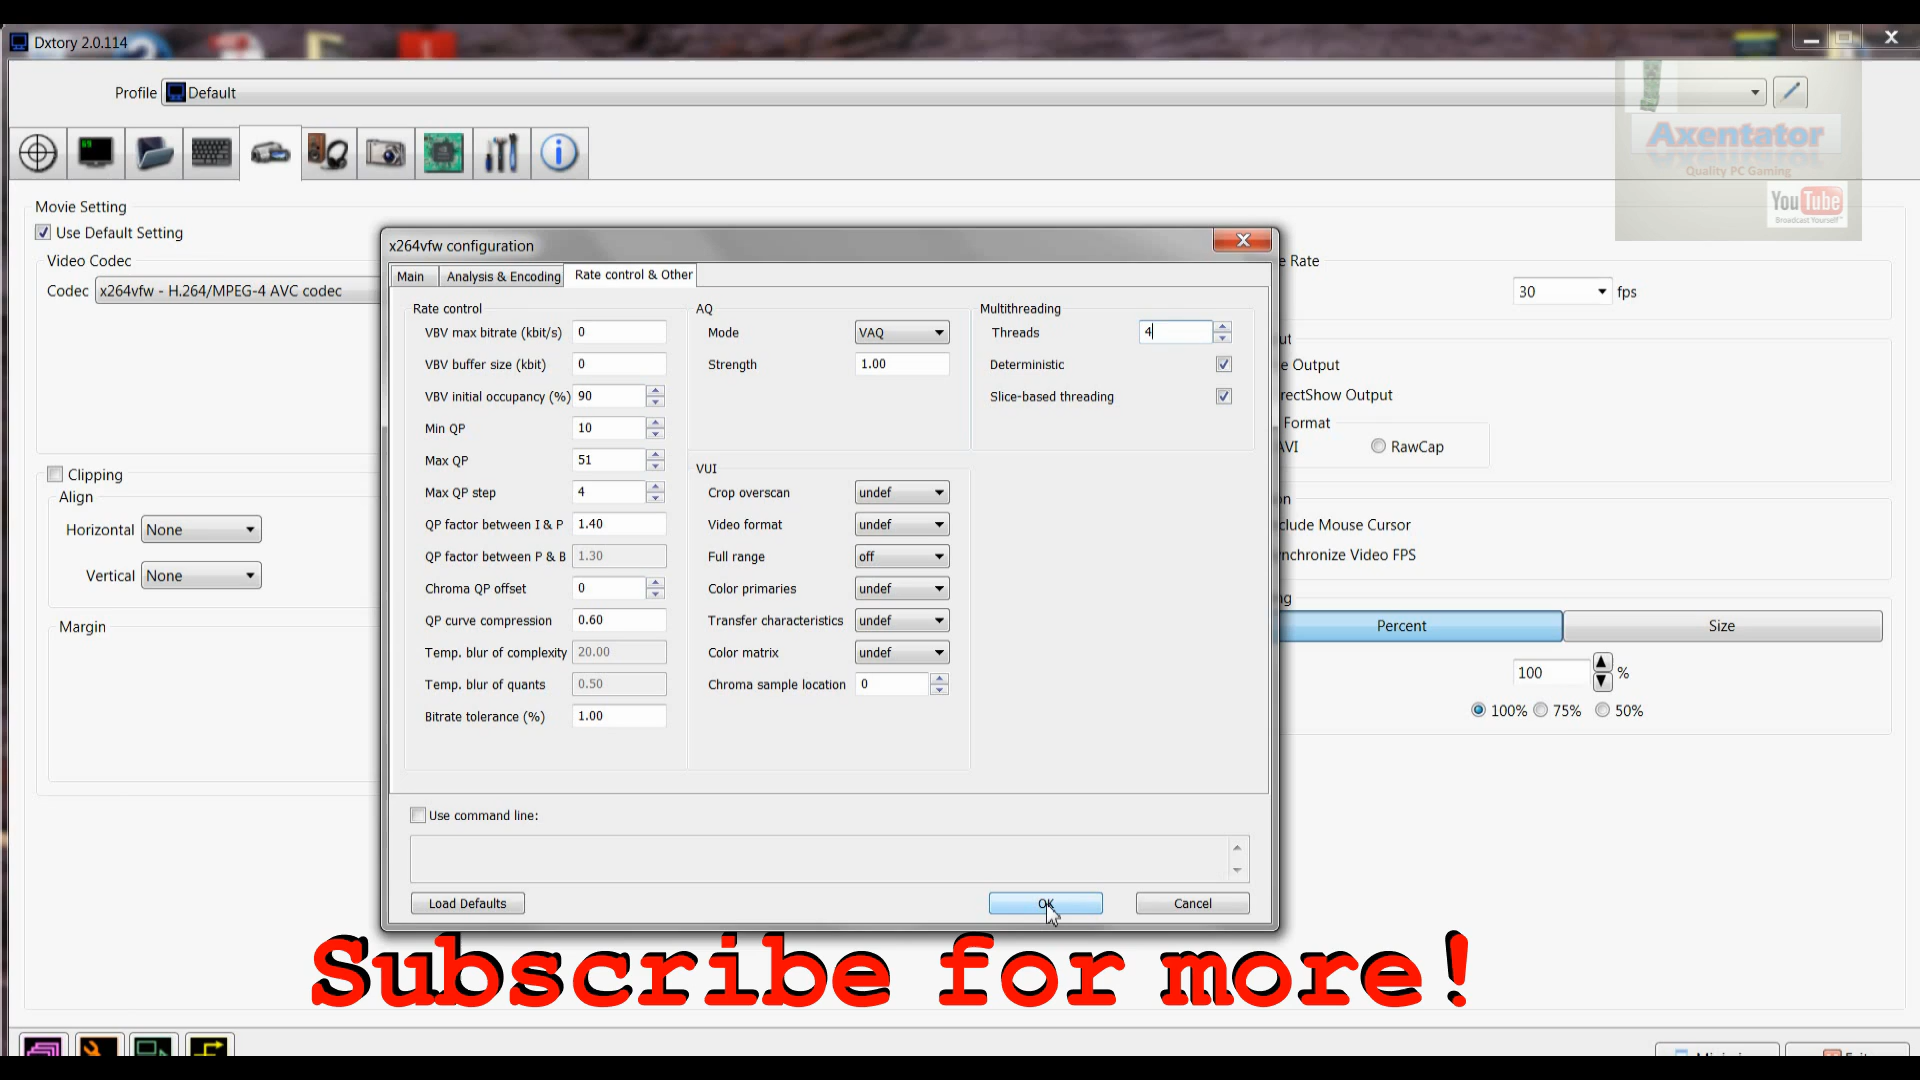 Dxtory 2.0.114
Profile
Default
Axentator
Quality PC Gaming
YouTube
Broadcast Yourself™
Movie Setting
Use Default Setting
Video Codec
Codec
x264vfw - H.264/MPEG-4 AVC codec
Clipping
Align
Horizontal None
Vertical None
Margin
x264vfw configuration
Main
Analysis & Encoding
Rate control & Other
Rate control
VBV max bitrate (kbit/s) 0
VBV buffer size (kbit) 0
VBV initial occupancy (%) 90
Min QP 10
Max QP 51
Max QP step 4
QP factor between I & P 1.40
QP factor between P & B 1.30
Chroma QP offset 0
QP curve compression 0.60
Temp. blur of complexity 20.00
Temp. blur of quants 0.50
Bitrate tolerance (%) 1.00
AQ
Mode VAQ
Strength 1.00
VUI
Crop overscan undef
Video format undef
Full range off
Color primaries undef
Transfer characteristics undef
Color matrix undef
Chroma sample location 0
Multithreading
Threads 4
Deterministic
Slice-based threading
Use command line:
Load Defaults
OK
Cancel
Rate
30 fps
Output
Output
Format
RawCap
Mouse Cursor
Video FPS
Percent
Size
100 %
100% 75% 50%
Subscribe for more!